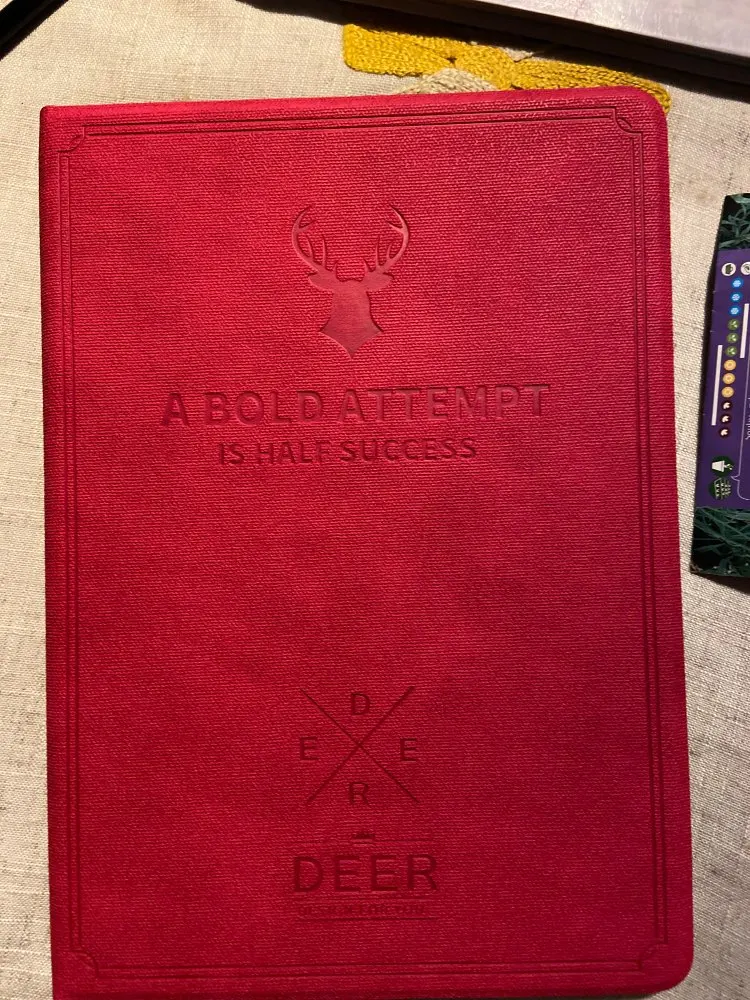 A BOLD ATTEMPT
IS HALF SUCCESS
D
E E
R
DEER